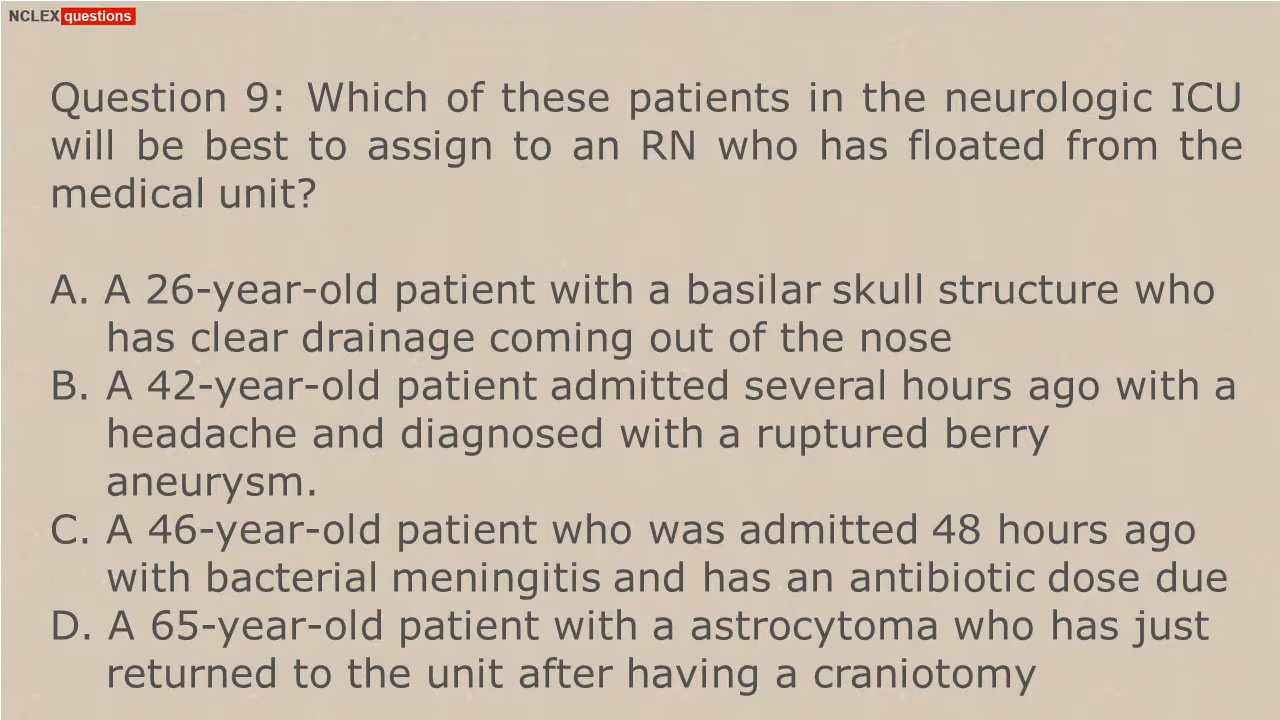 NCLEX questions
Question 9: Which of these patients in the neurologic ICU
will be best to assign to an RN who has floated from the
medical unit?
A. A 26-year-old patient with a basilar skull structure who
has clear drainage coming out of the nose
B. A 42-year-old patient admitted several hours ago with a
headache and diagnosed with a ruptured berry
aneurysm.
C. A 46-year-old patient who was admitted 48 hours ago
with bacterial meningitis and has an antibiotic dose due
D. A 65-year-old patient with a astrocytoma who has just
returned to the unit after having a craniotomy